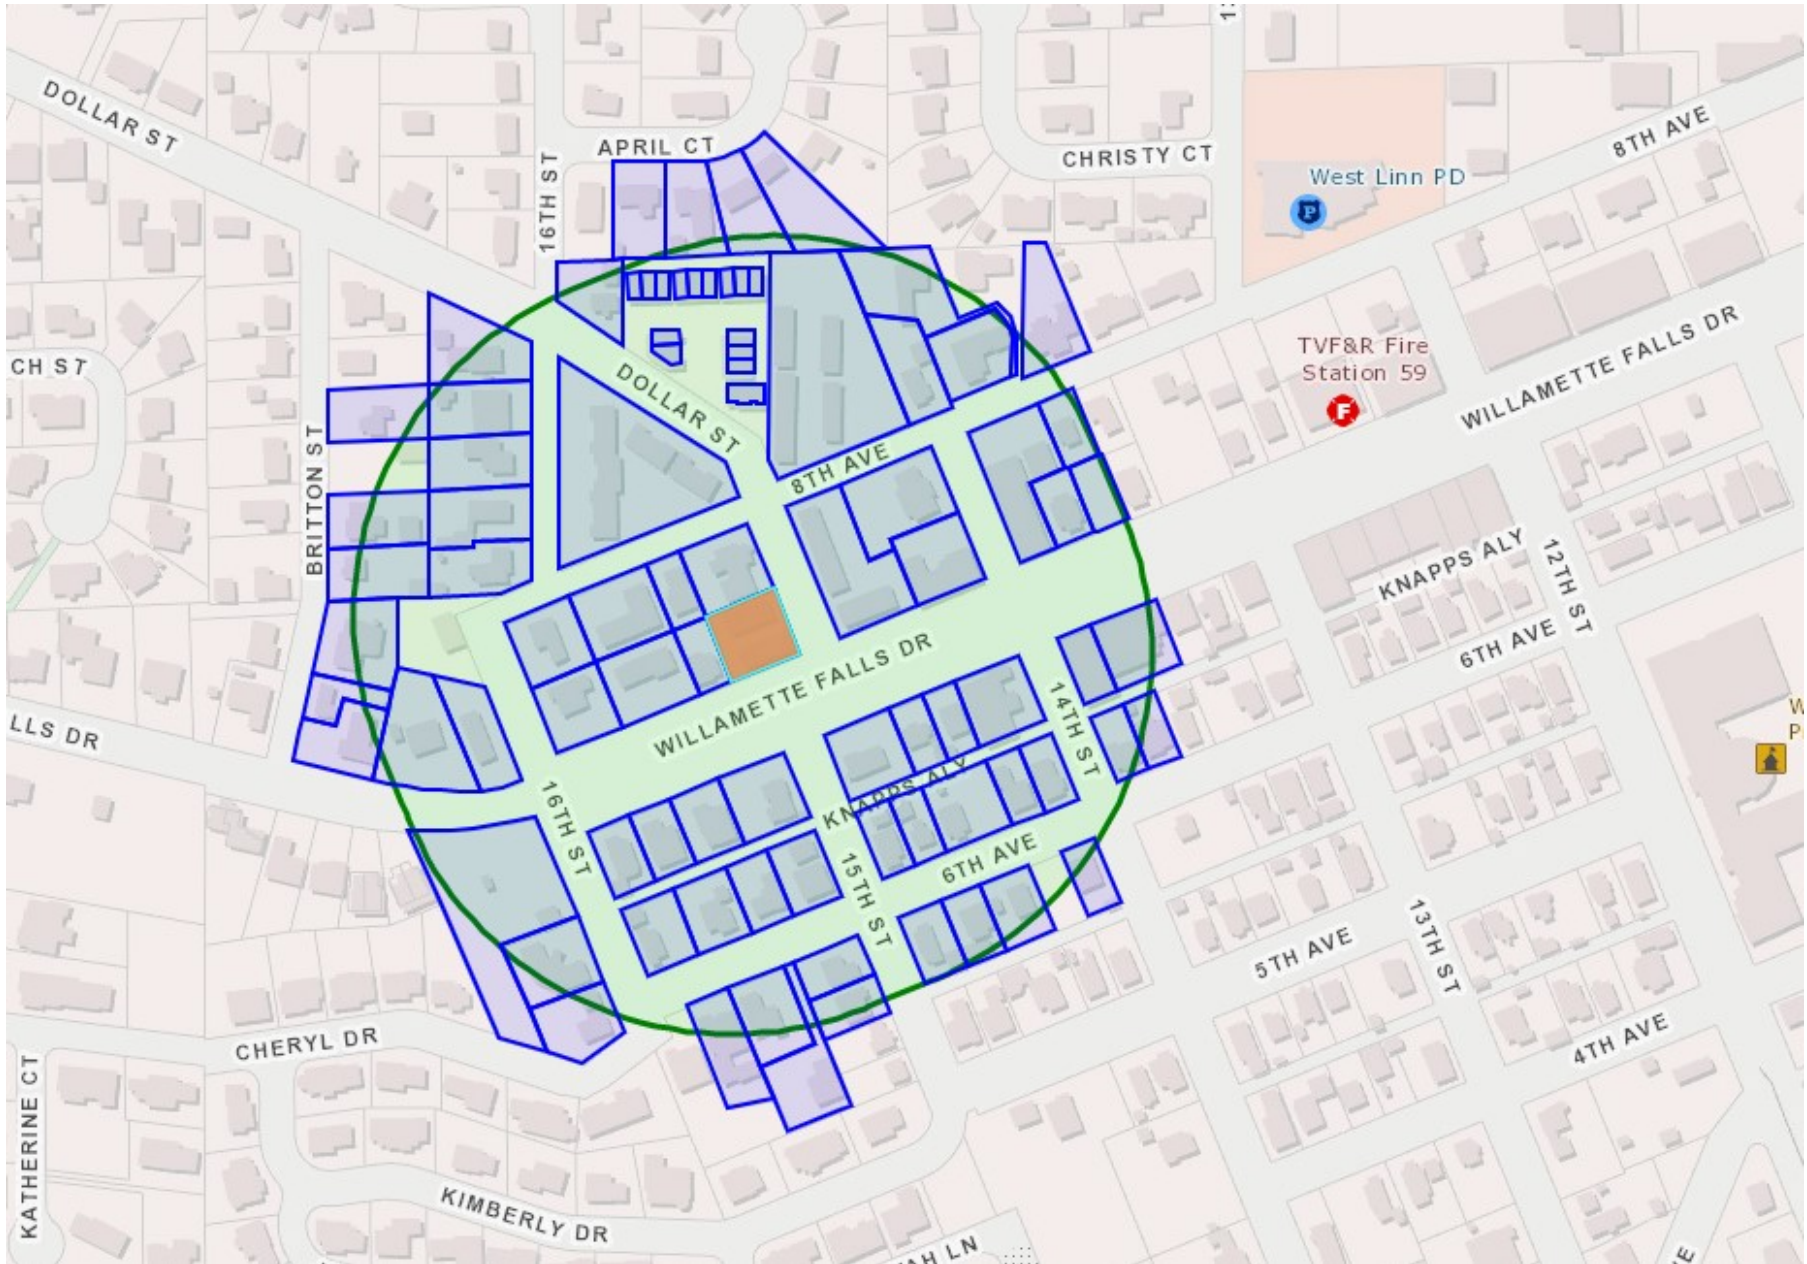 DOLLAR ST
APRIL CT
16TH ST
CHRISTY CT
8TH AVE
West Linn PD
CH ST
DOLLAR ST
TVF&R Fire
Station 59
WILLAMETTE FALLS DR
BRITTON ST
8TH AVE
KNAPPS ALY
12TH ST
6TH AVE
WILLAMETTE FALLS DR
LLS DR
14TH ST
KNAPPS ALY
16TH ST
6TH AVE
15TH ST
5TH AVE
13TH ST
4TH AVE
CHERYL DR
KATHERINE CT
KIMBERLY DR
AH LN